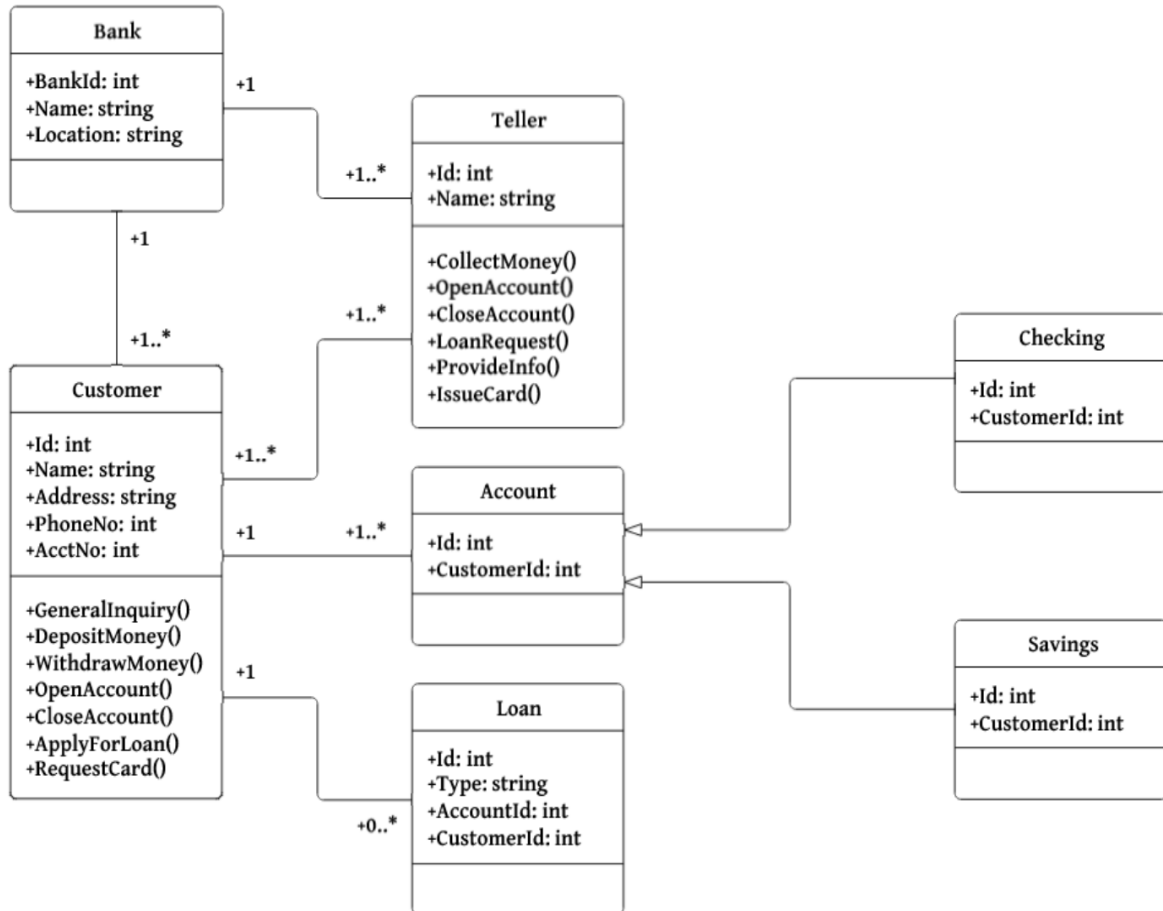 Bank
+BankId: int
+Name: string
+Location: string
+1
+1..*
+1
+1..*
Teller
+Id: int
+Name: string
+CollectMoney()
+OpenAccount()
+CloseAccount()
+LoanRequest()
+ProvideInfo()
+IssueCard()
+1..*
+1..*
Customer
+Id: int
+Name: string
+Address: string
+PhoneNo: int
+AcctNo: int
+GeneralInquiry()
+DepositMoney()
+WithdrawMoney()
+OpenAccount()
+CloseAccount()
+ApplyForLoan()
+RequestCard()
+1
+1..*
Account
+Id: int
+CustomerId: int
+1
+0..*
Loan
+Id: int
+Type: string
+AccountId: int
+CustomerId: int
Checking
+Id: int
+CustomerId: int
Savings
+Id: int
+CustomerId: int